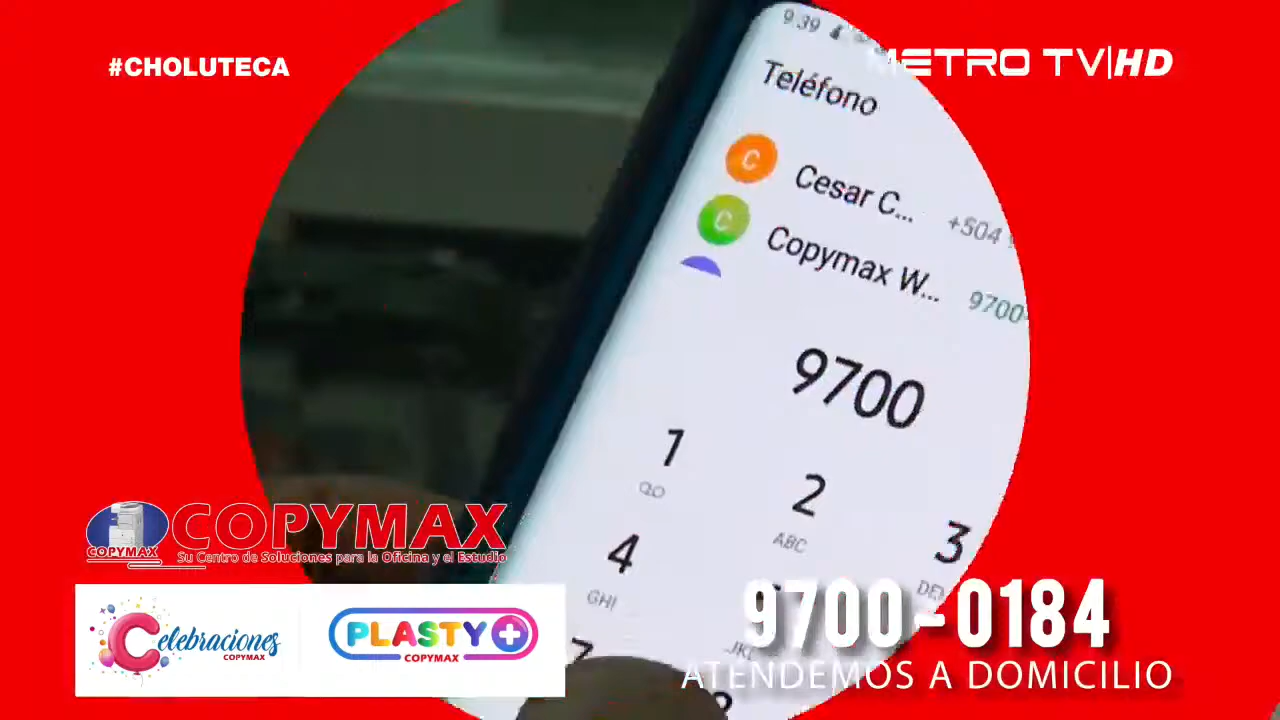 #CHOLUTECA
METRO TV|HD
9.39
Teléfono
C Cesar C... +504
C Copymax W... 9700-
9700
1
2
ABC
3
4
GHI
7
COPYMAX
COPYMAX
Su Centro de Soluciones para la Oficina y el Estudio
Celebraciones
COPYMAX
PLASTY+
COPYMAX
9700-0184
ATENDEMOS A DOMICILIO